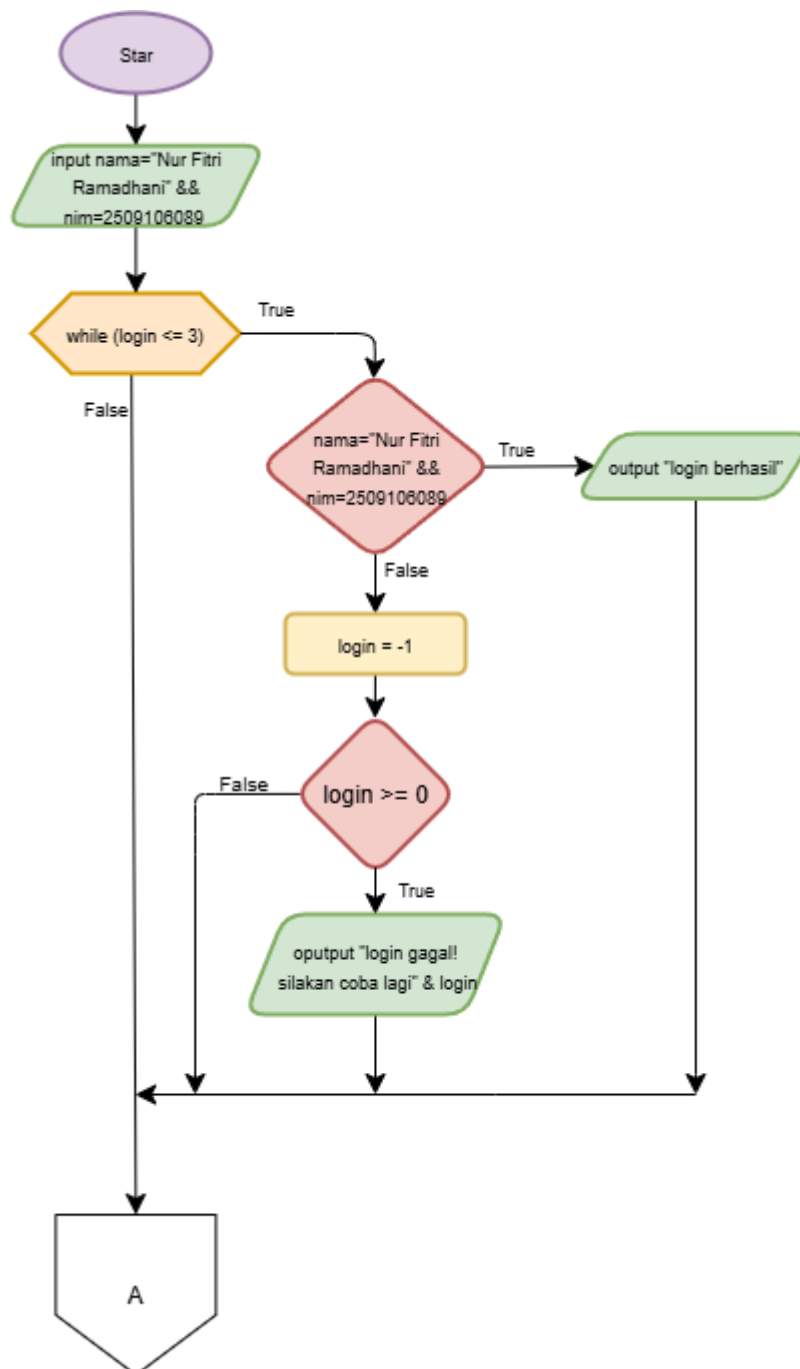 Star
input nama="Nur Fitri
Ramadhani" &&
nim=2509106089
while (login <= 3)
True
False
nama="Nur Fitri
Ramadhani" &&
nim=2509106089
True
output "login berhasil"
False
login = -1
login >= 0
False
True
oputput "login gagal!
silakan coba lagi" & login
A